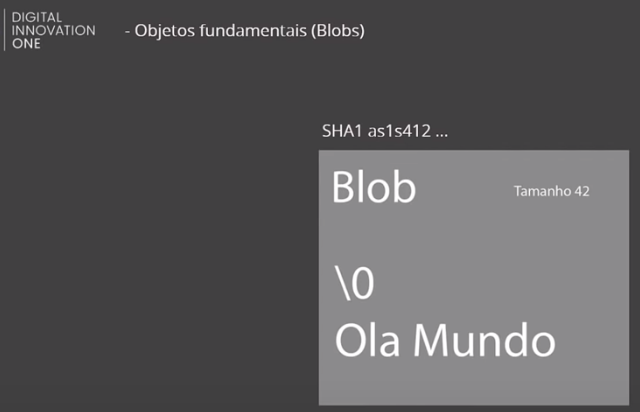 DIGITAL
INNOVATION
ONE
- Objetos fundamentais (Blobs)
SHA1 as1s412 ...
Blob
Tamanho 42
\0
Ola Mundo